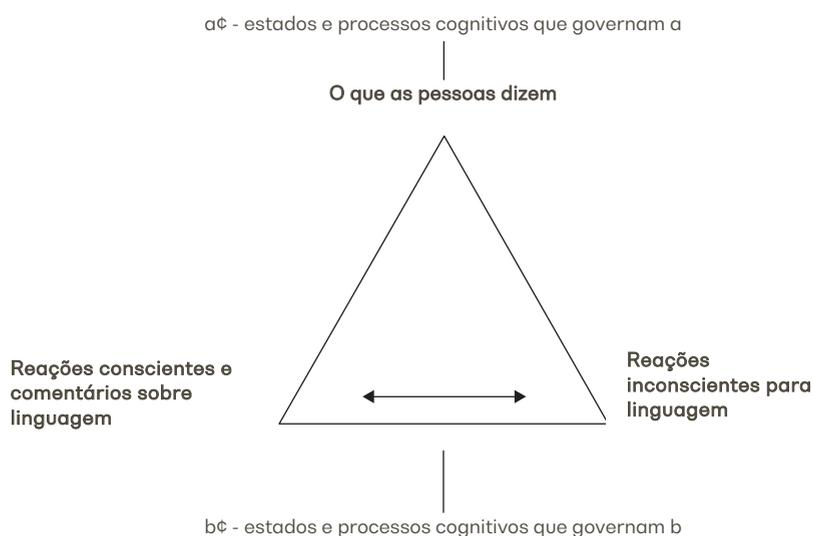 a¢ - estados e processos cognitivos que governam a
O que as pessoas dizem
Reações conscientes e
comentários sobre
linguagem
Reações
inconscientes para
linguagem
b¢ - estados e processos cognitivos que governam b